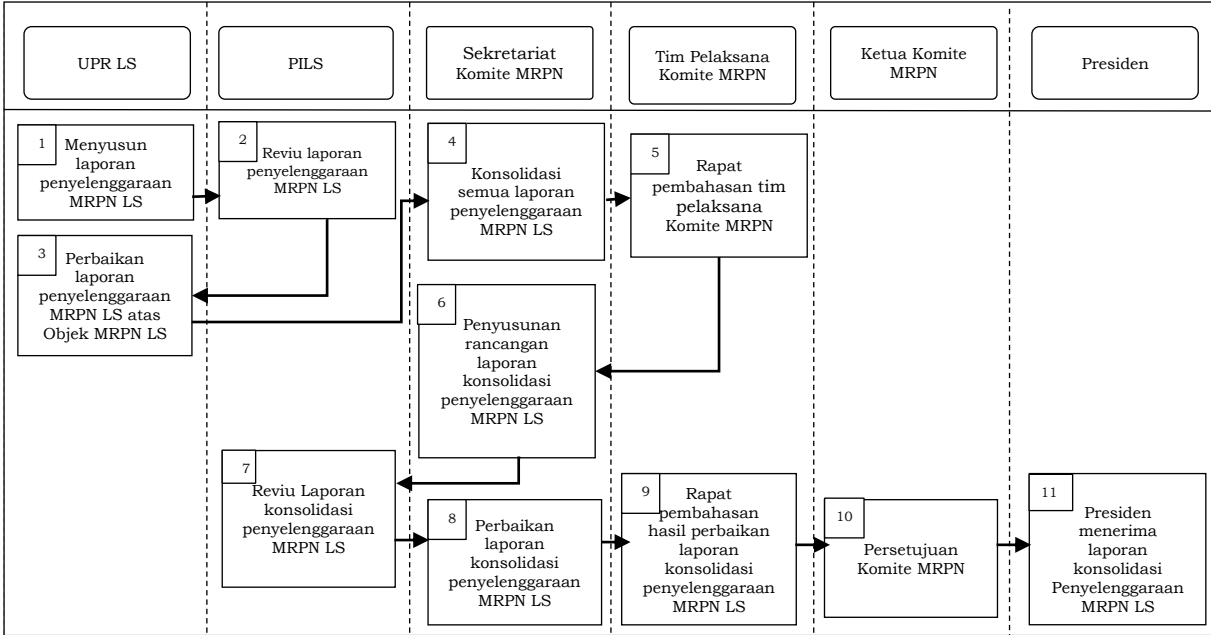 UPR LS
PILS
Sekretariat
Komite MRPN
Tim Pelaksana
Komite MRPN
Ketua Komite
MRPN
Presiden
1
Menyusun
laporan
penyelenggaraan
MRPN LS
2
Reviu laporan
penyelenggaraan
MRPN LS
3
Perbaikan
laporan
penyelenggaraan
MRPN LS atas
Objek MRPN LS
4
Konsolidasi
semua laporan
penyelenggaraan
MRPN LS
5
Rapat
pembahasan tim
pelaksana
Komite MRPN
6
Penyusunan
rancangan
laporan
konsolidasi
penyelenggaraan
MRPN LS
7
Reviu Laporan
konsolidasi
penyelenggaraan
MRPN LS
8
Perbaikan
laporan
konsolidasi
penyelenggaraan
MRPN LS
9
Rapat
pembahasan
hasil perbaikan
laporan
konsolidasi
penyelenggaraan
MRPN LS
10
Persetujuan
Komite MRPN
11
Presiden
menerima
laporan
konsolidasi
Penyelenggaraan
MRPN LS